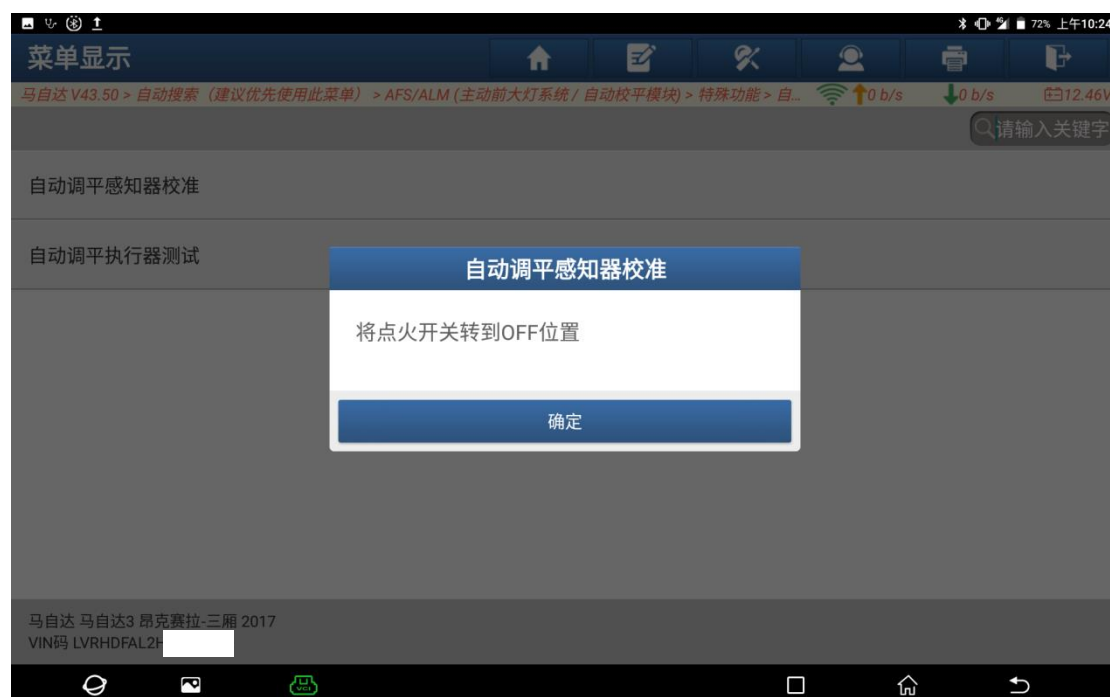 72% 上午10:24
菜单显示
马自达 V43.50 > 自动搜索（建议优先使用此菜单）> AFS/ALM (主动前大灯系统 / 自动校平模块) > 特殊功能 > 自... 0 b/s 0 b/s 12.46V
请输入关键字
自动调平感知器校准
自动调平执行器测试
自动调平感知器校准
将点火开关转到OFF位置
确定
马自达 马自达3 昂克赛拉-三厢 2017
VIN码 LVRHDFAL2H
VCI